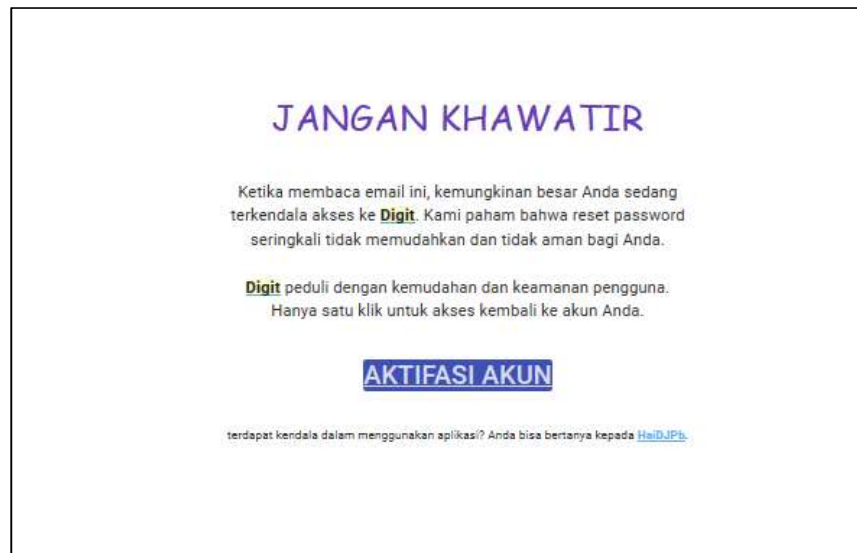 JANGAN KHAWATIR
Ketika membaca email ini, kemungkinan besar Anda sedang
terkendala akses ke Digit. Kami paham bahwa reset password
seringkali tidak memudahkan dan tidak aman bagi Anda.
Digit peduli dengan kemudahan dan keamanan pengguna.
Hanya satu klik untuk akses kembali ke akun Anda.
AKTIFASI AKUN
terdapat kendala dalam menggunakan aplikasi? Anda bisa bertanya kepada HaiDJPb.